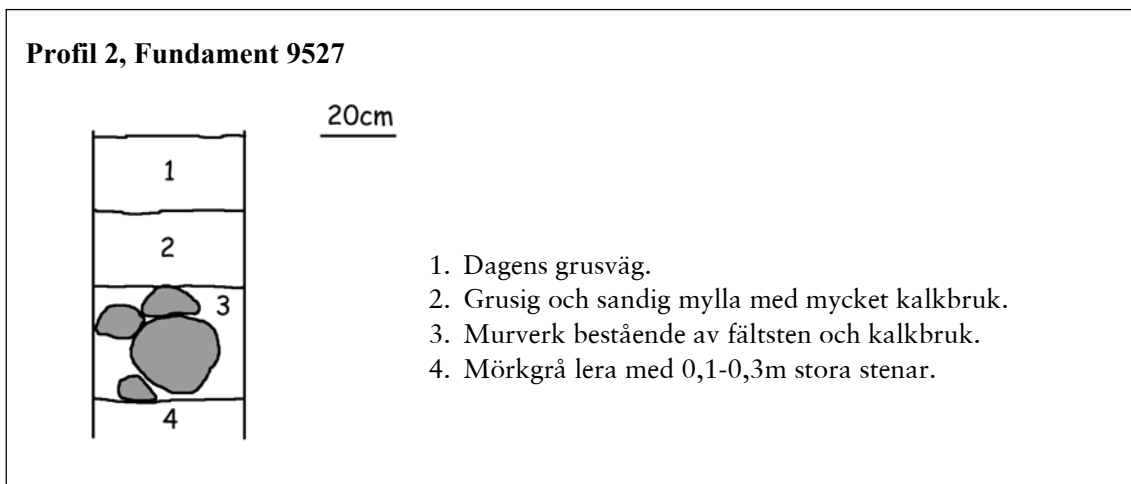 Profil 2, Fundament 9527
20cm
1
2
3
4
1. Dagens grusväg.
2. Grusig och sandig mylla med mycket kalkbruk.
3. Murverk bestående av fältsten och kalkbruk.
4. Mörkgrå lera med 0,1-0,3m stora stenar.